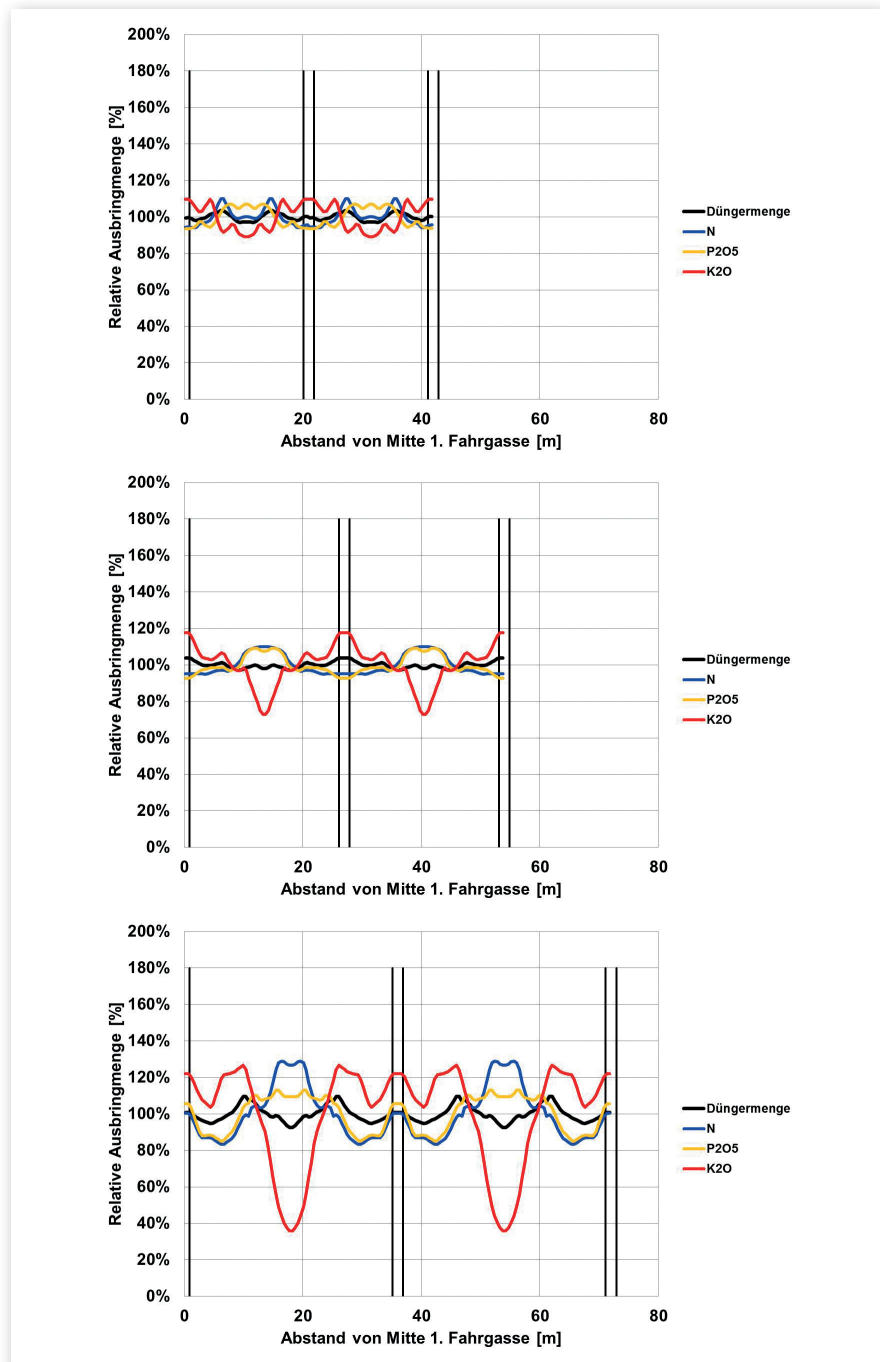 200%
180%
160%
140%
120%
100%
80%
60%
40%
20%
0%
Relative Ausbringmenge [%]
0 20 40 60 80
Abstand von Mitte 1. Fahrgasse [m]
Düngermenge
N
P2O5
K2O
200%
180%
160%
140%
120%
100%
80%
60%
40%
20%
0%
Relative Ausbringmenge [%]
0 20 40 60 80
Abstand von Mitte 1. Fahrgasse [m]
Düngermenge
N
P2O5
K2O
200%
180%
160%
140%
120%
100%
80%
60%
40%
20%
0%
Relative Ausbringmenge [%]
0 20 40 60 80
Abstand von Mitte 1. Fahrgasse [m]
Düngermenge
N
P2O5
K2O